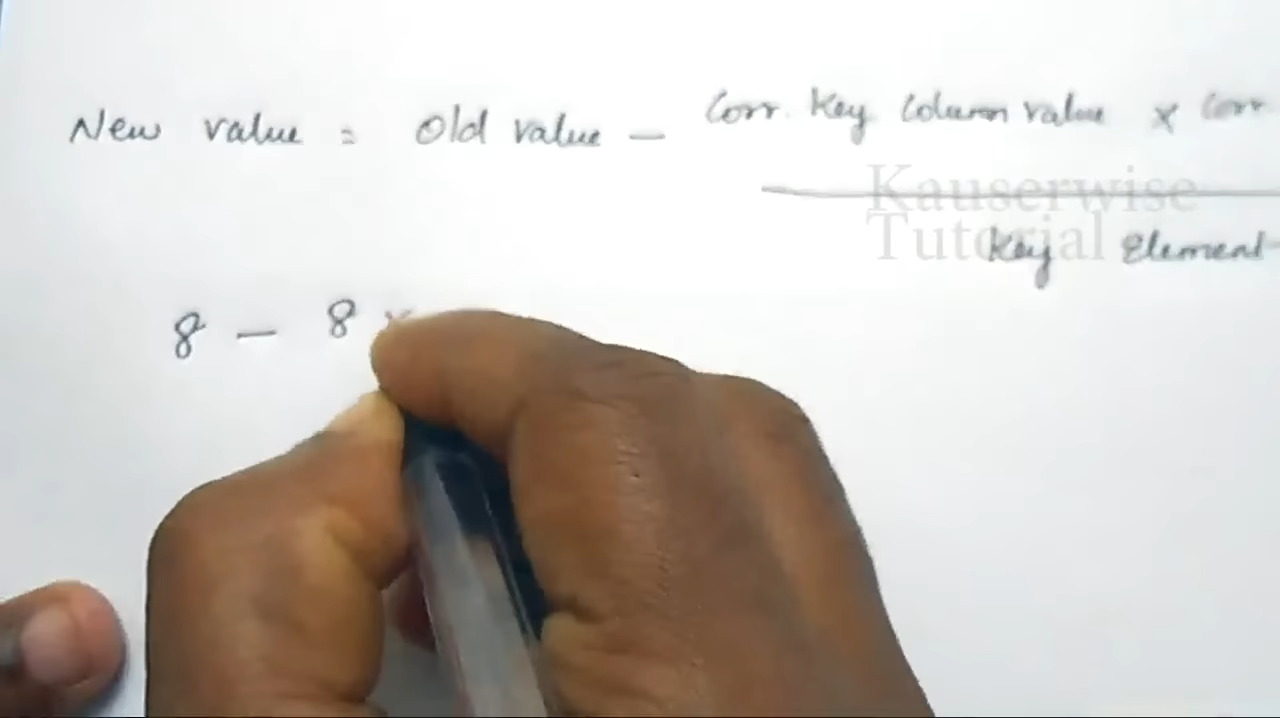 New value = Old value - Corr. Key Column value x Corr
Kauserwise
Tutorial
Key Element
8 - 8 x